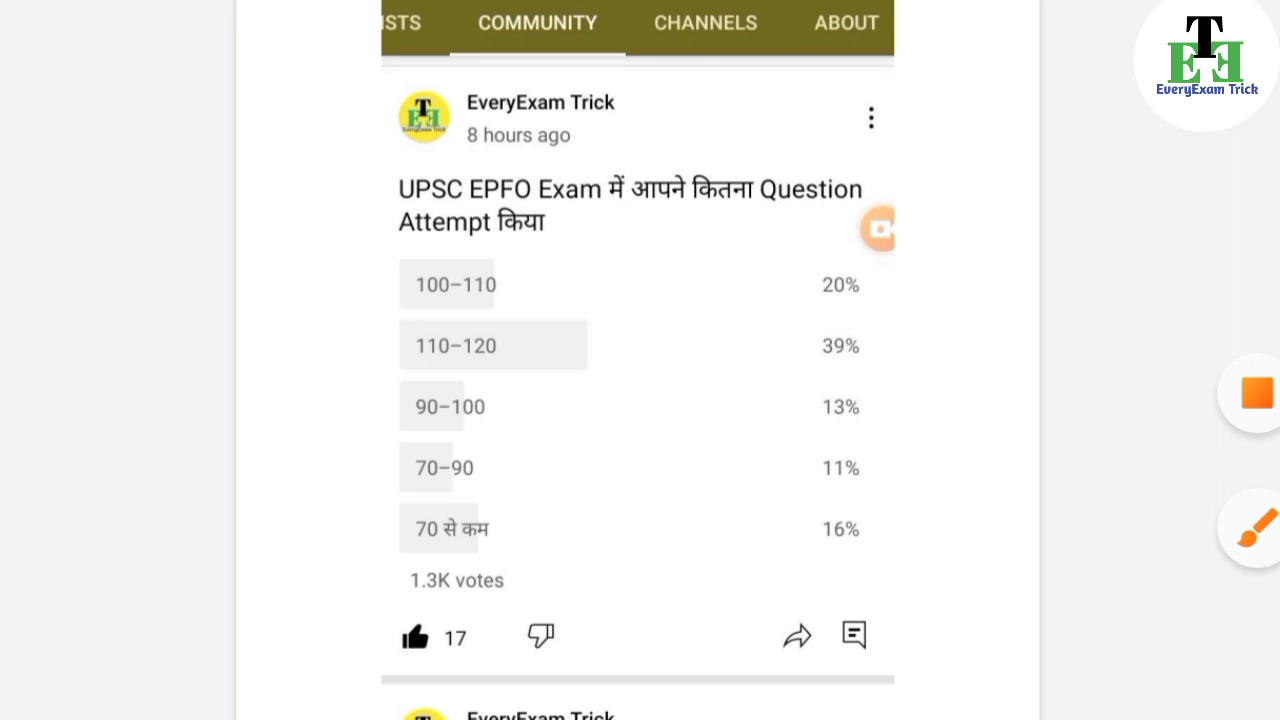 ISTS COMMUNITY CHANNELS ABOUT
TEE
EveryExam Trick
EveryExam Trick
8 hours ago
UPSC EPFO Exam में आपने कितना Question
Attempt किया
100–110 20%
110–120 39%
90–100 13%
70–90 11%
70 से कम 16%
1.3K votes
17
EveryExam Trick